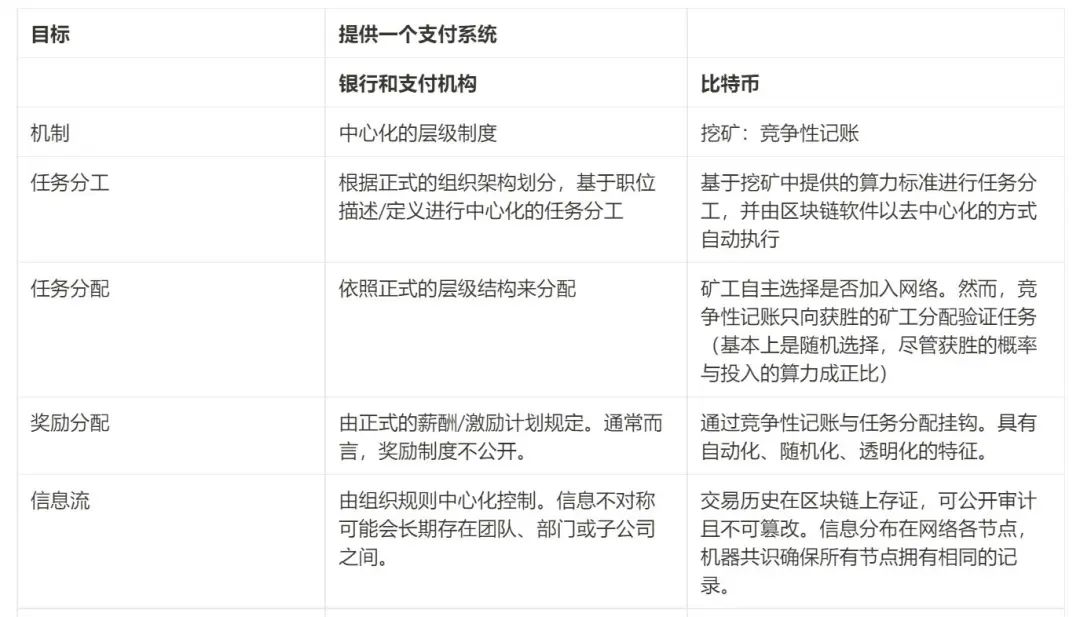 目标
提供一个支付系统
银行和支付机构
比特币
机制
中心化的层级制度
挖矿：竞争性记账
任务分工
根据正式的组织架构划分，基于职位
描述/定义进行中心化的任务分工
基于挖矿中提供的算力标准进行任务分
工，并由区块链软件以去中心化的方式
自动执行
任务分配
依照正式的层级结构来分配
矿工自主选择是否加入网络。然而，竞
争性记账只向获胜的矿工分配验证任务
（基本上是随机选择，尽管获胜的概率
与投入的算力成正比）
奖励分配
由正式的薪酬/激励计划规定。通常而
言，奖励制度不公开。
通过竞争性记账与任务分配挂钩。具有
自动化、随机化、透明化的特征。
信息流
由组织规则中心化控制。信息不对称
可能会长期存在团队、部门或子公司
之间。
交易历史在区块链上存证，可公开审计
且不可篡改。信息分布在网络各节点，
机器共识确保所有节点拥有相同的记
录。